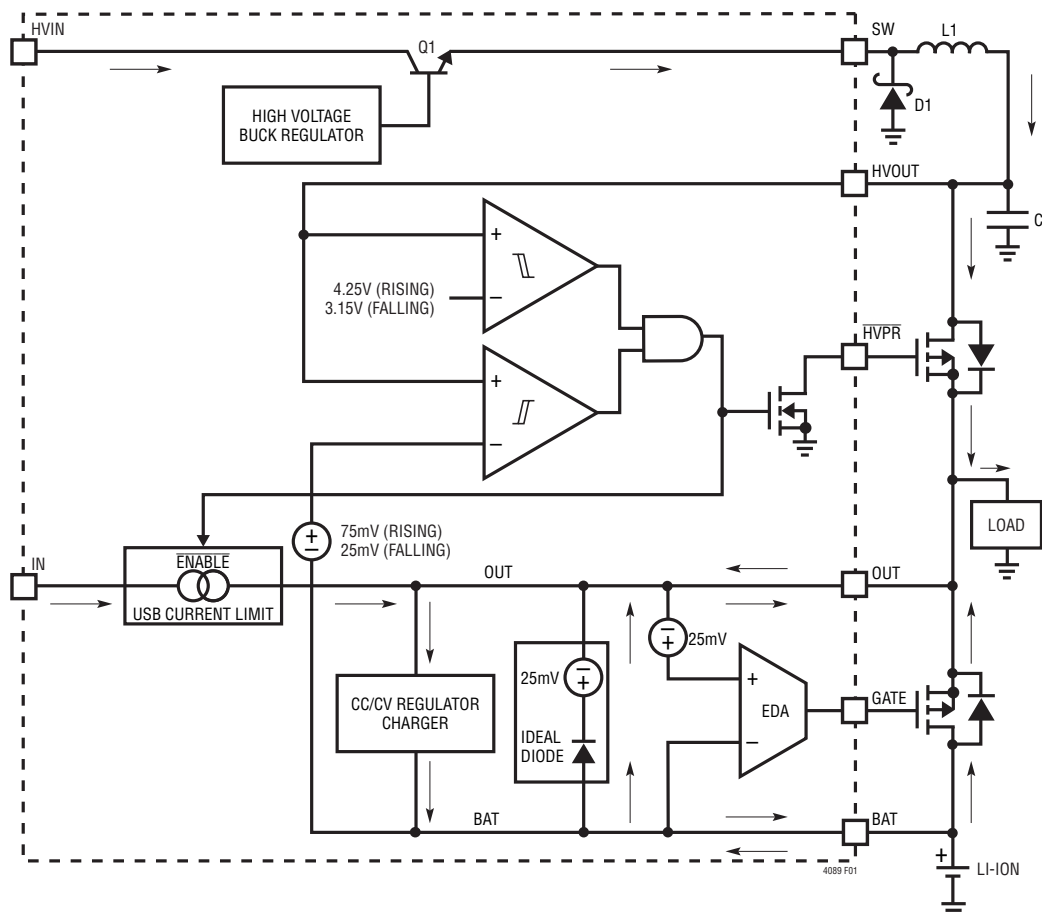 HVIN
Q1
SW
L1
HIGH VOLTAGE
BUCK REGULATOR
D1
HVOUT
C
+
4.25V (RISING)
3.15V (FALLING)
−
HVPR
+
−
75mV (RISING)
25mV (FALLING)
+
−
LOAD
IN
ENABLE
USB CURRENT LIMIT
OUT
OUT
−
+
25mV
−
+
25mV
CC/CV REGULATOR
CHARGER
IDEAL
DIODE
+
EDA
−
GATE
BAT
BAT
+
LI-ION
4089 F01